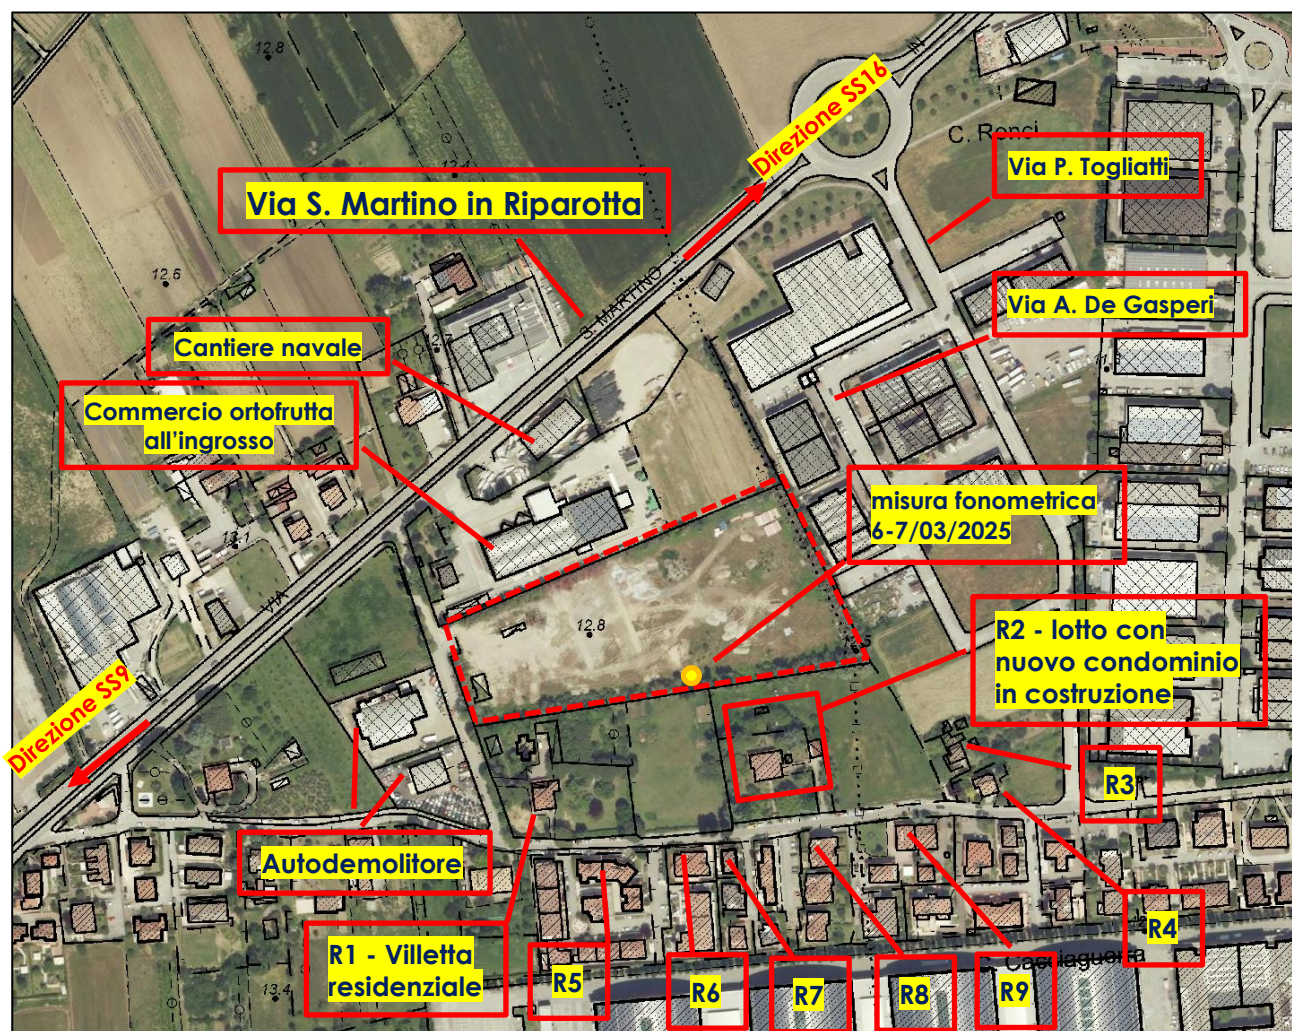 12.8
Direzione SS16
C. Ronci
Via P. Togliatti
12.4
Via S. Martino in Riparotta
12.6
S. MARTINO
Via A. De Gasperi
Cantiere navale
Commercio ortofrutta
all'ingrosso
misura fonometrica
6-7/03/2025
13.1
VIA
12.8
R2 - lotto con
nuovo condominio
in costruzione
Direzione SS9
R3
Autodemolitore
R1 - Villetta
residenziale
R4
R5
R6
R7
R8
R9
13.4